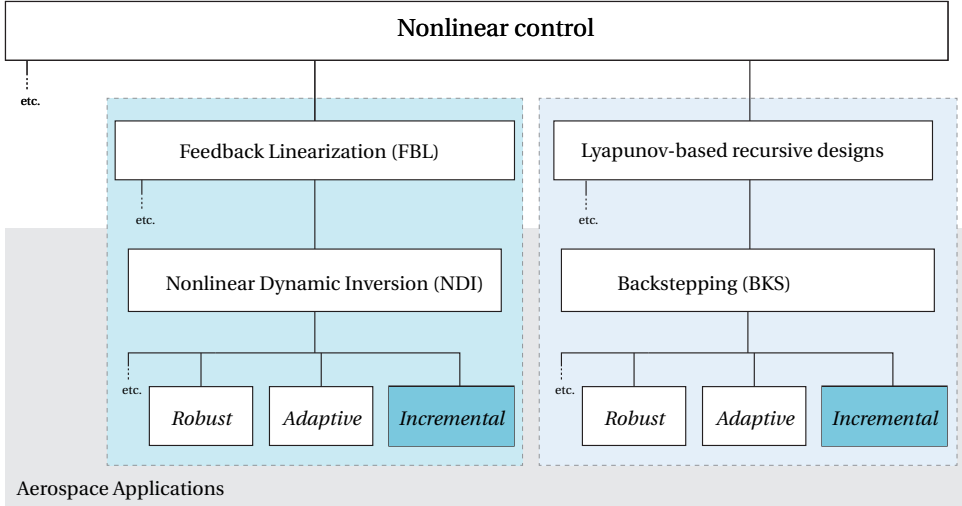 Nonlinear control
etc.
Feedback Linearization (FBL)
Lyapunov-based recursive designs
etc.
etc.
Nonlinear Dynamic Inversion (NDI)
Backstepping (BKS)
etc.
Robust
Adaptive
Incremental
etc.
Robust
Adaptive
Incremental
Aerospace Applications